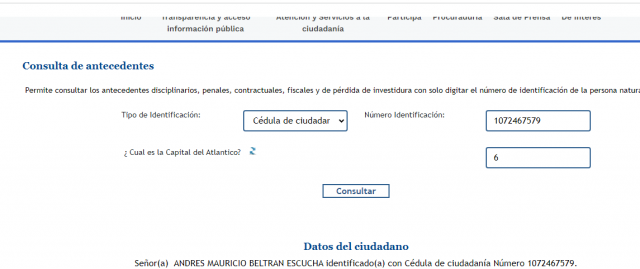 Inicio Transparencia y acceso Atención y Servicios a la Participa Procuraduría Sala de Prensa De Interés
información pública ciudadanía
Consulta de antecedentes
Permite consultar los antecedentes disciplinarios, penales, contractuales, fiscales y de pérdida de investidura con solo digitar el número de identificación de la persona natura
Tipo de Identificación: Cédula de ciudadar Número Identificación: 1072467579
¿ Cual es la Capital del Atlantico? 6
Consultar
Datos del ciudadano
Señor(a) ANDRES MAURICIO BELTRAN ESCUCHA identificado(a) con Cédula de ciudadanía Número 1072467579.